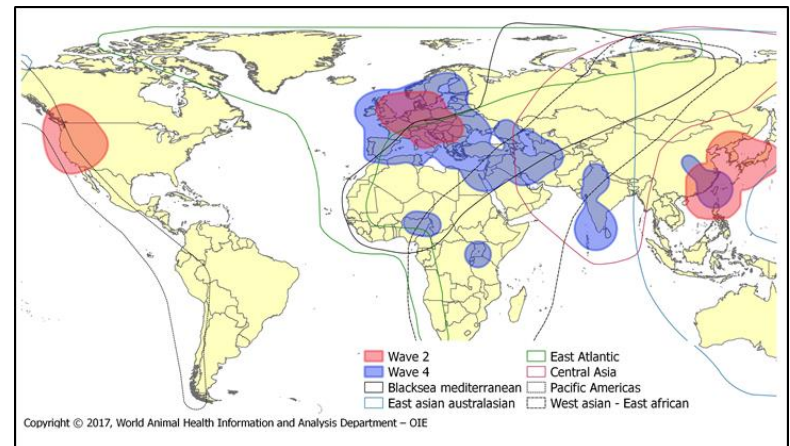 Wave 2
Wave 4
Blacksea mediterranean
East asian australasian
East Atlantic
Central Asia
Pacific Americas
West asian - East african
Copyright © 2017, World Animal Health Information and Analysis Department – OIE